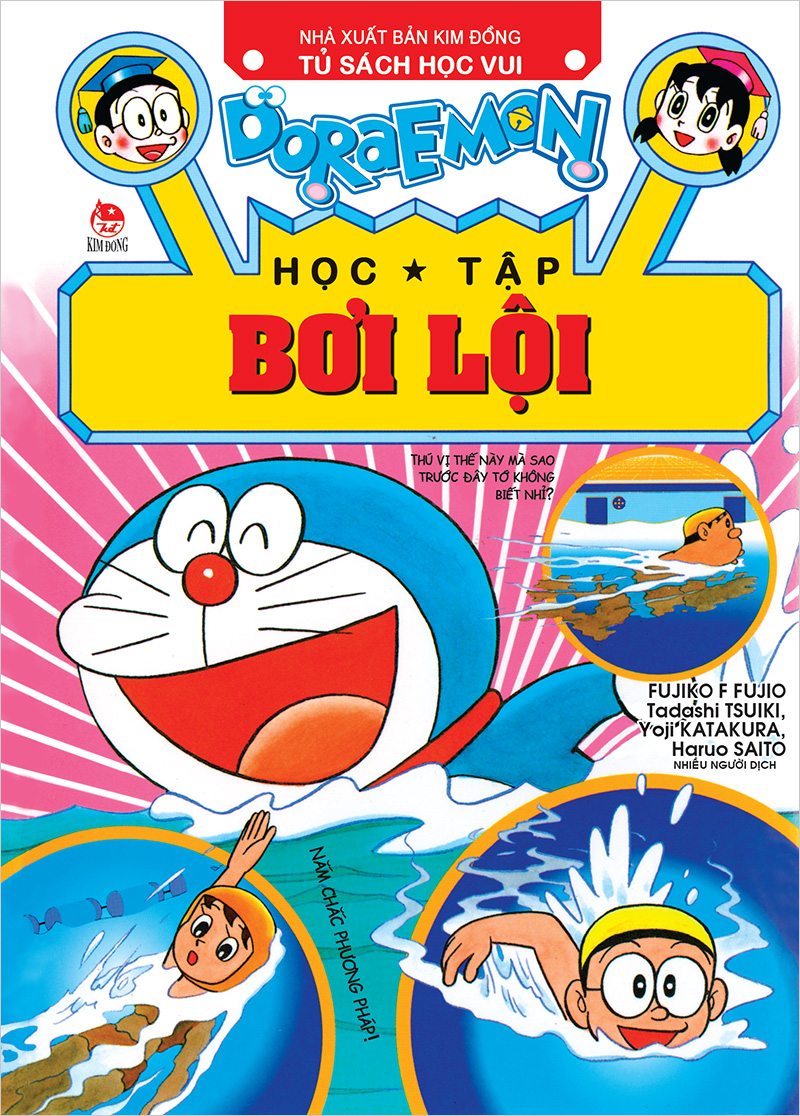 NHÀ XUẤT BẢN KIM ĐỒNG
TỦ SÁCH HỌC VUI
DORAEMON
KIM ĐỒNG
HỌC ★ TẬP
BƠI LỘI
THÚ VỊ THẾ NÀY MÀ SAO
TRƯỚC ĐÂY TỚ KHÔNG
BIẾT NHỈ?
FUJIKO F FUJIO
Tadashi TSUIKI,
Yoji KATAKURA,
Haruo SAITO
NHIỀU NGƯỜI DỊCH
NẮM CHẮC PHƯƠNG PHÁP!